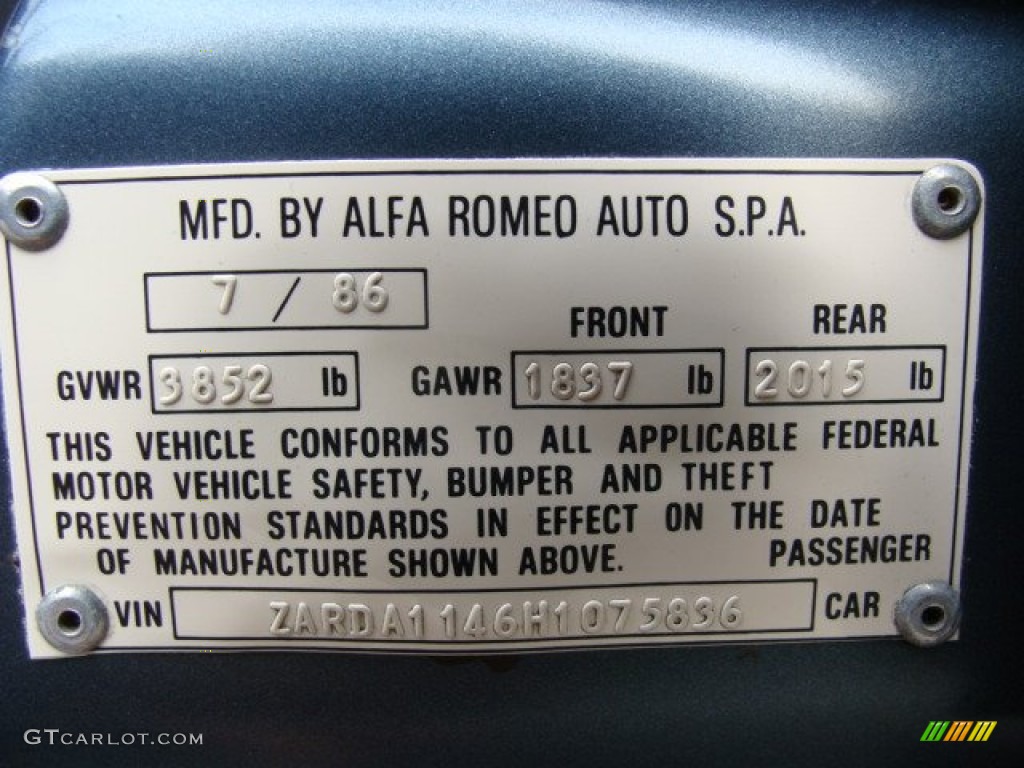 MFD. BY ALFA ROMEO AUTO S.P.A.
7 / 86
FRONT REAR
GVWR 3852 lb GAWR 1837 lb 2015 lb
THIS VEHICLE CONFORMS TO ALL APPLICABLE FEDERAL
MOTOR VEHICLE SAFETY, BUMPER AND THEFT
PREVENTION STANDARDS IN EFFECT ON THE DATE
OF MANUFACTURE SHOWN ABOVE. PASSENGER
VIN ZARDA1146H1075836 CAR
GTCARLOT.COM